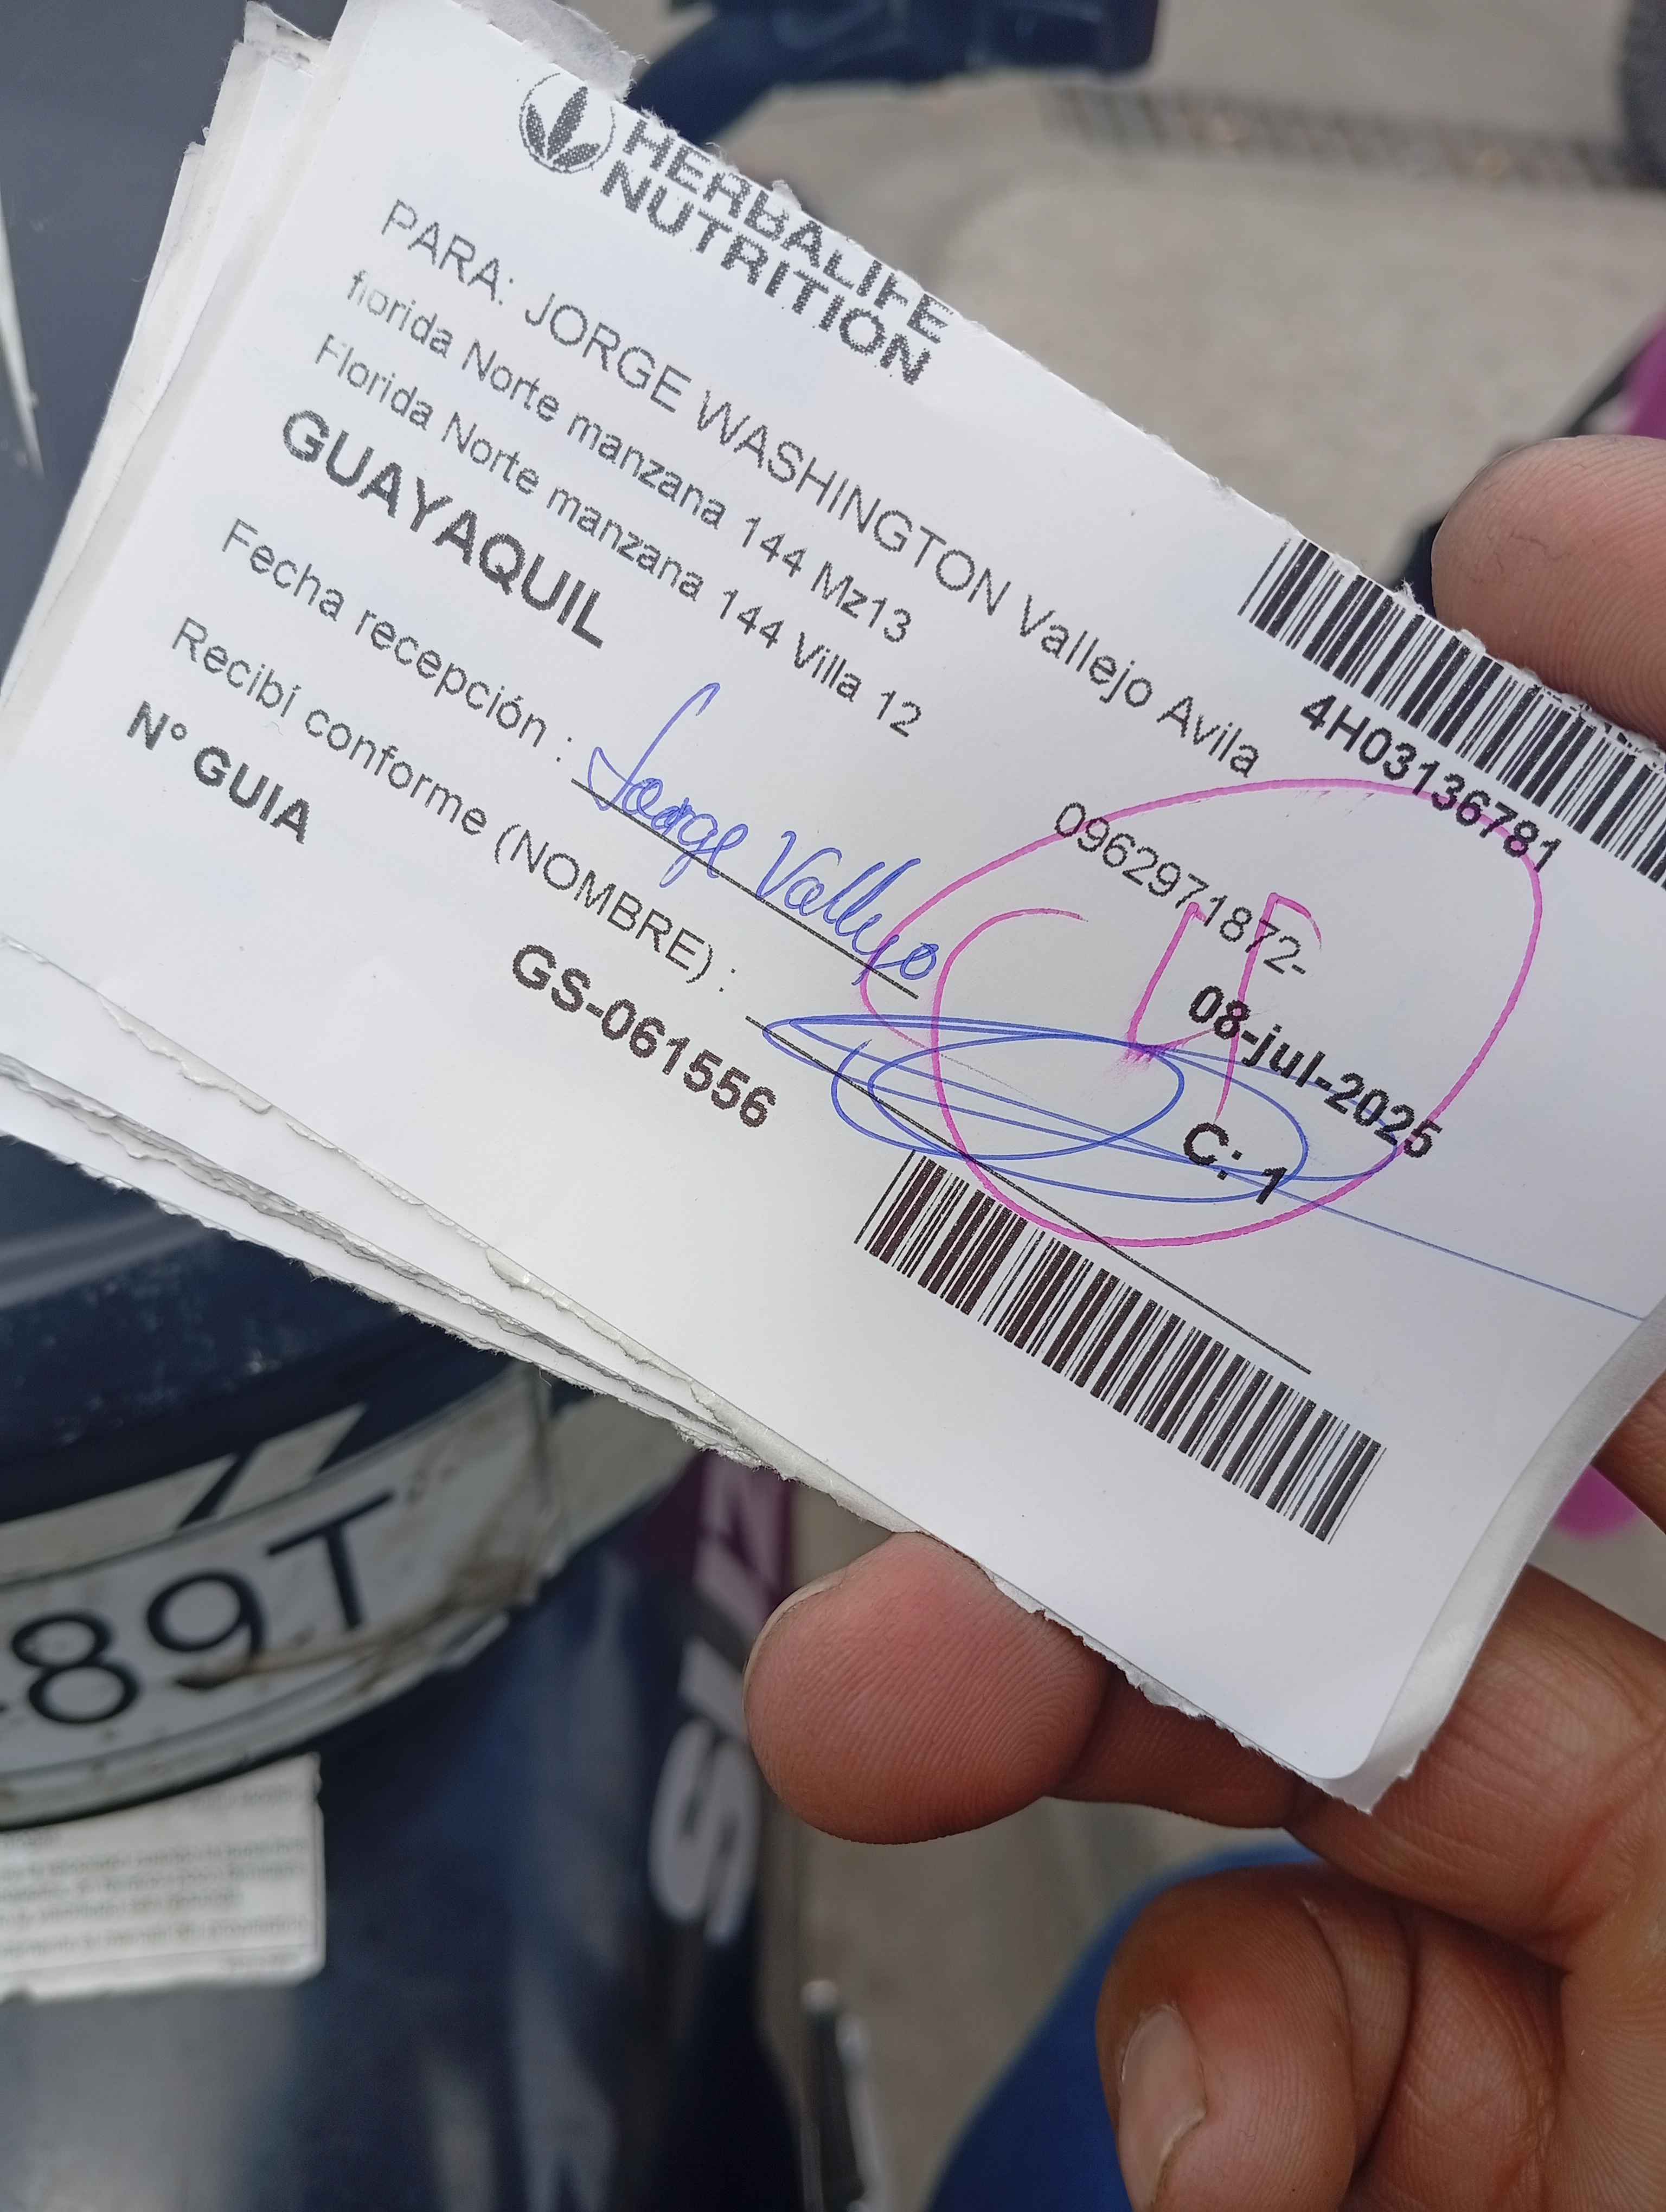 HERBALIFE
NUTRITION
4H03136781
PARA: JORGE WASHINGTON Vallejo Avila
florida Norte manzana 144 Mz13
0962971872-
Florida Norte manzana 144 Villa 12
GUAYAQUIL
08-jul-2025
Fecha recepción : Jorge Vallejo
C: 1
Recibí conforme (NOMBRE) :
N° GUIA
GS-061556
89T